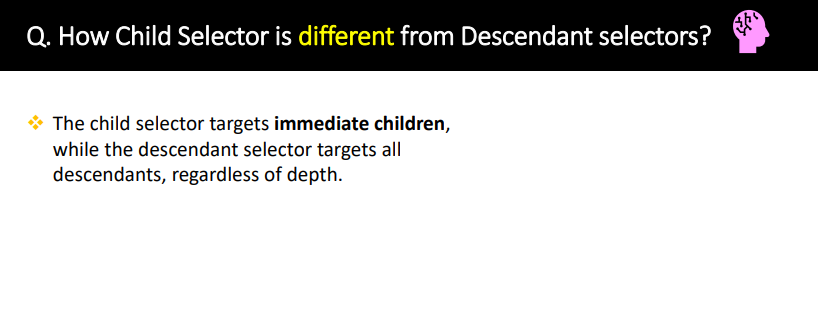 Q. How Child Selector is different from Descendant selectors?
The child selector targets immediate children,
while the descendant selector targets all
descendants, regardless of depth.